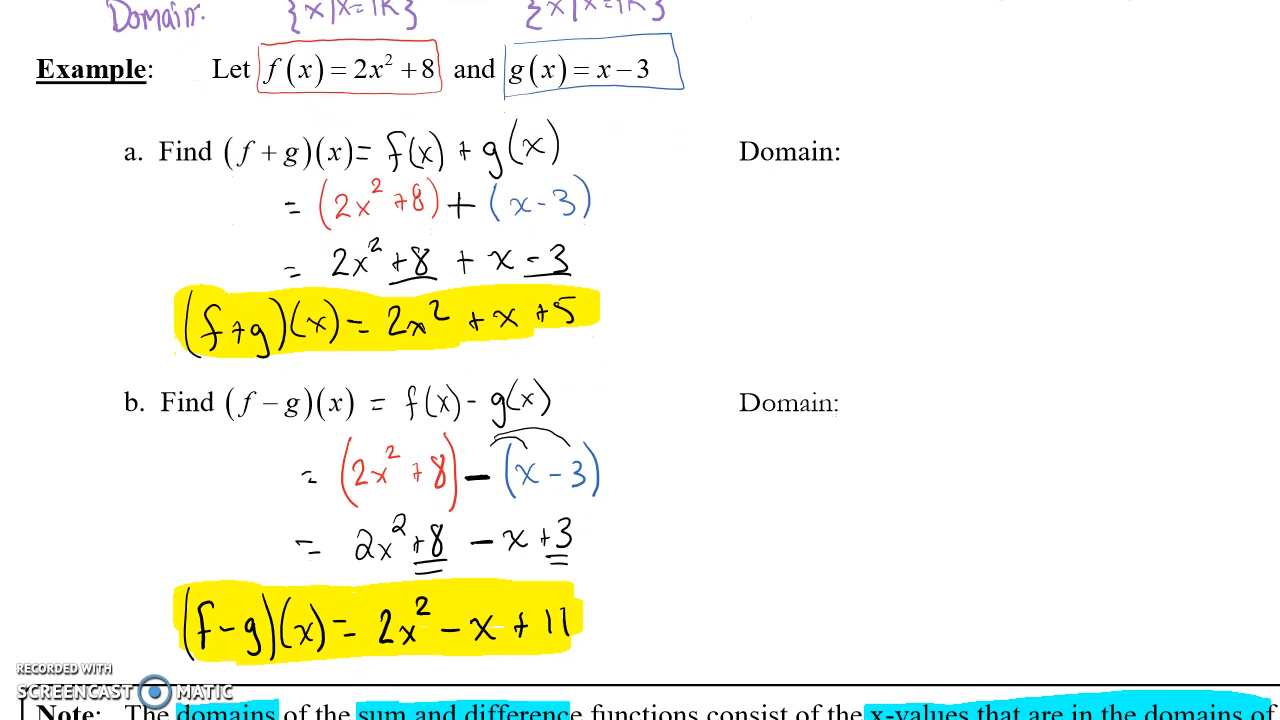 Domain: {x|x=ℝ} {x|x=ℝ}
Example: Let f(x) = 2x² + 8 and g(x) = x − 3
a. Find (f + g)(x) = f(x) + g(x) Domain:
= (2x² + 8) + (x - 3)
= 2x² + 8 + x - 3
(f+g)(x) = 2x² + x + 5
b. Find (f − g)(x) = f(x) - g(x) Domain:
= (2x² + 8) - (x - 3)
= 2x² + 8 - x + 3
(f-g)(x) = 2x² - x + 11
RECORDED WITH
SCREENCAST MATIC
Note: The domains of the sum and difference functions consist of the x-values that are in the domains of